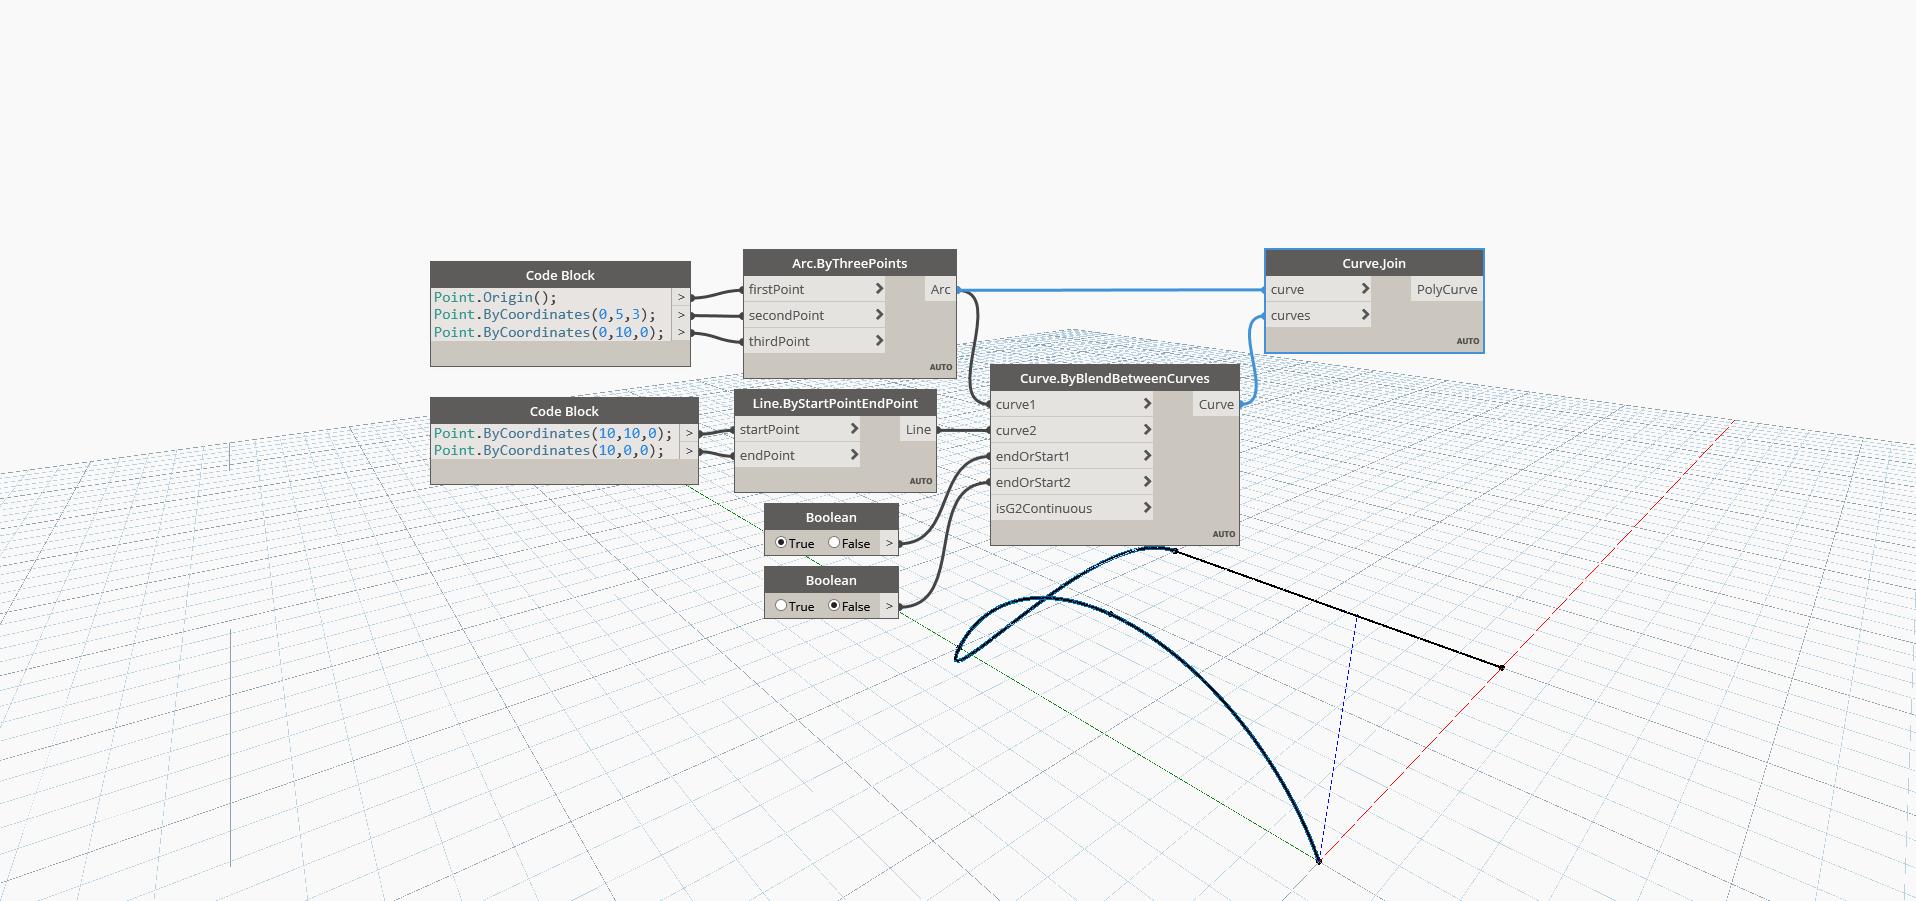 Code Block
Point.Origin(); >
Point.ByCoordinates(0,5,3); >
Point.ByCoordinates(0,10,0); >
Arc.ByThreePoints
firstPoint > Arc
secondPoint >
thirdPoint >
AUTO
Curve.Join
curve > PolyCurve
curves >
AUTO
Code Block
Point.ByCoordinates(10,10,0); >
Point.ByCoordinates(10,0,0); >
Line.ByStartPointEndPoint
startPoint > Line
endPoint >
AUTO
Curve.ByBlendBetweenCurves
curve1 > Curve
curve2 >
endOrStart1 >
endOrStart2 >
isG2Continuous >
AUTO
Boolean
True False >
Boolean
True False >